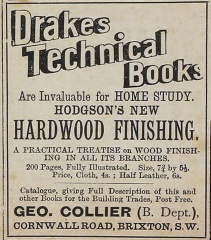 Drakes
Technical
Books
Are Invaluable for HOME STUDY.
HODGSON'S NEW
HARDWOOD FINISHING.
A PRACTICAL TREATISE ON WOOD FINISH-
ING IN ALL ITS BRANCHES.
200 Pages, Fully Illustrated. Size, 7¾ by 5¼.
Price, Cloth, 4s. ; Half Leather, 6s.
Catalogue, giving Full Description of this and
other Books for the Building Trades, Post Free.
GEO. COLLIER (B. Dept.),
CORNWALL ROAD, BRIXTON, S.W.